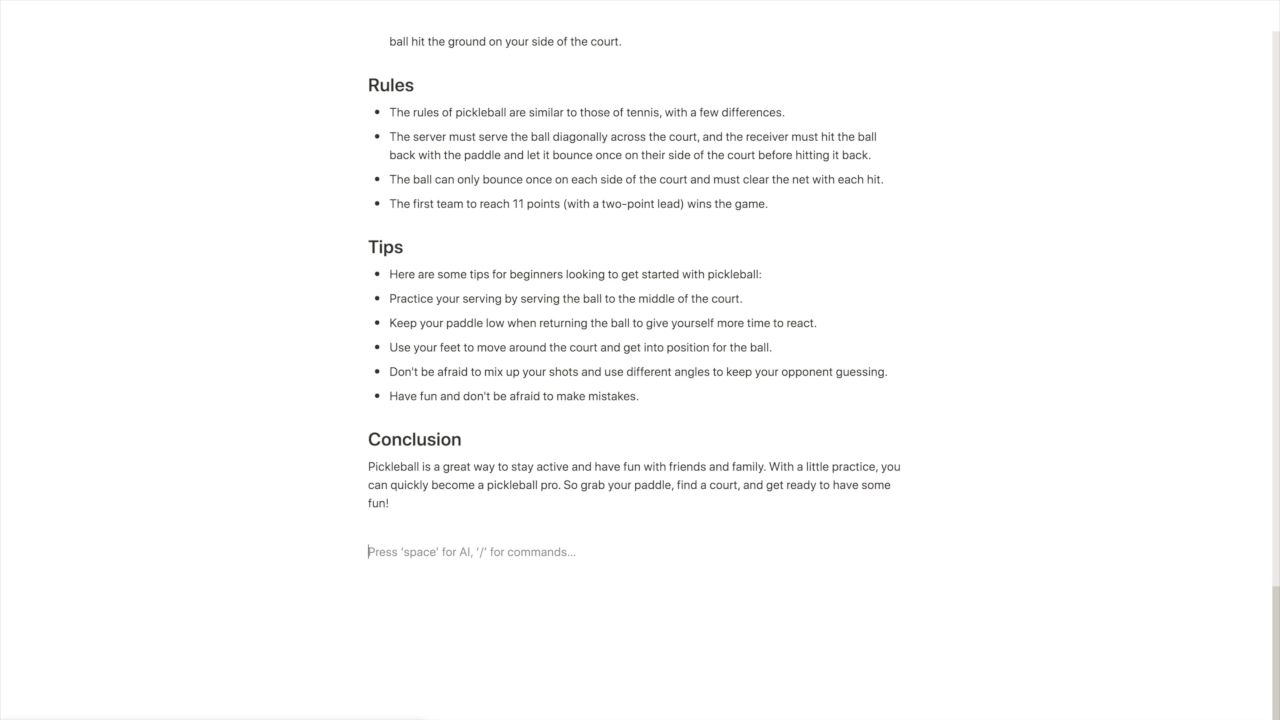 ball hit the ground on your side of the court.
Rules
• The rules of pickleball are similar to those of tennis, with a few differences.
• The server must serve the ball diagonally across the court, and the receiver must hit the ball
back with the paddle and let it bounce once on their side of the court before hitting it back.
• The ball can only bounce once on each side of the court and must clear the net with each hit.
• The first team to reach 11 points (with a two-point lead) wins the game.
Tips
• Here are some tips for beginners looking to get started with pickleball:
• Practice your serving by serving the ball to the middle of the court.
• Keep your paddle low when returning the ball to give yourself more time to react.
• Use your feet to move around the court and get into position for the ball.
• Don't be afraid to mix up your shots and use different angles to keep your opponent guessing.
• Have fun and don't be afraid to make mistakes.
Conclusion
Pickleball is a great way to stay active and have fun with friends and family. With a little practice, you
can quickly become a pickleball pro. So grab your paddle, find a court, and get ready to have some
fun!
Press ‘space’ for AI, ‘/’ for commands…